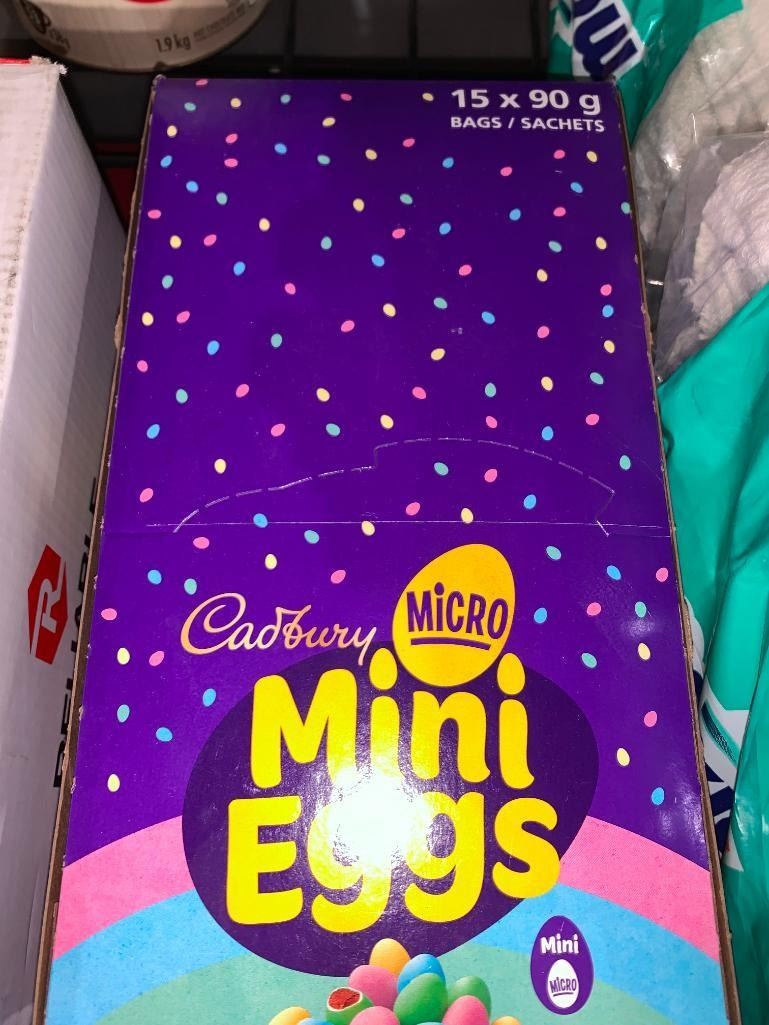 1.9 kg
15 x 90 g
BAGS / SACHETS
R
Cadbury
MiCRO
Mini
Eggs
Mini
MiCRO